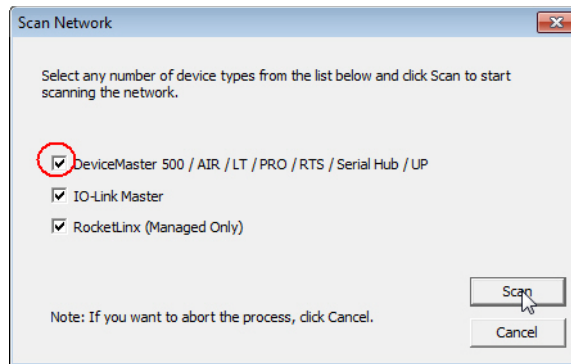 Scan Network
Select any number of device types from the list below and click Scan to start
scanning the network.
DeviceMaster 500 / AIR / LT / PRO / RTS / Serial Hub / UP
IO-Link Master
RocketLinx (Managed Only)
Scan
Note: If you want to abort the process, click Cancel.
Cancel